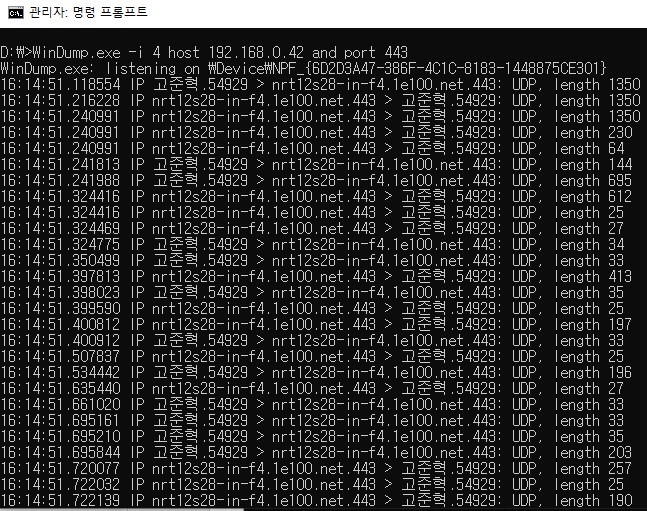 관리자: 명령 프롬프트
D:\>WinDump.exe -i 4 host 192.168.0.42 and port 443
WinDump.exe: listening on \Device\NPF_{6D2D3A47-386F-4C1C-8183-1448875CE3O1}
16:14:51.118554 IP 고준혁.54929 > nrt12s28-in-f4.1e100.net.443: UDP, length 1350
16:14:51.216228 IP nrt12s28-in-f4.1e100.net.443 > 고준혁.54929: UDP, length 1350
16:14:51.240991 IP nrt12s28-in-f4.1e100.net.443 > 고준혁.54929: UDP, length 1350
16:14:51.240991 IP nrt12s28-in-f4.1e100.net.443 > 고준혁.54929: UDP, length 230
16:14:51.240991 IP nrt12s28-in-f4.1e100.net.443 > 고준혁.54929: UDP, length 64
16:14:51.241813 IP 고준혁.54929 > nrt12s28-in-f4.1e100.net.443: UDP, length 144
16:14:51.241988 IP 고준혁.54929 > nrt12s28-in-f4.1e100.net.443: UDP, length 695
16:14:51.324416 IP nrt12s28-in-f4.1e100.net.443 > 고준혁.54929: UDP, length 612
16:14:51.324416 IP nrt12s28-in-f4.1e100.net.443 > 고준혁.54929: UDP, length 25
16:14:51.324469 IP nrt12s28-in-f4.1e100.net.443 > 고준혁.54929: UDP, length 27
16:14:51.324775 IP 고준혁.54929 > nrt12s28-in-f4.1e100.net.443: UDP, length 34
16:14:51.350499 IP 고준혁.54929 > nrt12s28-in-f4.1e100.net.443: UDP, length 33
16:14:51.397813 IP nrt12s28-in-f4.1e100.net.443 > 고준혁.54929: UDP, length 413
16:14:51.398023 IP 고준혁.54929 > nrt12s28-in-f4.1e100.net.443: UDP, length 35
16:14:51.399590 IP nrt12s28-in-f4.1e100.net.443 > 고준혁.54929: UDP, length 25
16:14:51.400812 IP nrt12s28-in-f4.1e100.net.443 > 고준혁.54929: UDP, length 197
16:14:51.400912 IP 고준혁.54929 > nrt12s28-in-f4.1e100.net.443: UDP, length 33
16:14:51.507837 IP nrt12s28-in-f4.1e100.net.443 > 고준혁.54929: UDP, length 25
16:14:51.534442 IP nrt12s28-in-f4.1e100.net.443 > 고준혁.54929: UDP, length 196
16:14:51.635440 IP nrt12s28-in-f4.1e100.net.443 > 고준혁.54929: UDP, length 27
16:14:51.661020 IP 고준혁.54929 > nrt12s28-in-f4.1e100.net.443: UDP, length 33
16:14:51.695161 IP 고준혁.54929 > nrt12s28-in-f4.1e100.net.443: UDP, length 33
16:14:51.695210 IP 고준혁.54929 > nrt12s28-in-f4.1e100.net.443: UDP, length 35
16:14:51.695844 IP 고준혁.54929 > nrt12s28-in-f4.1e100.net.443: UDP, length 203
16:14:51.720077 IP nrt12s28-in-f4.1e100.net.443 > 고준혁.54929: UDP, length 257
16:14:51.722032 IP nrt12s28-in-f4.1e100.net.443 > 고준혁.54929: UDP, length 25
16:14:51.722139 IP nrt12s28-in-f4.1e100.net.443 > 고준혁.54929: UDP, length 190